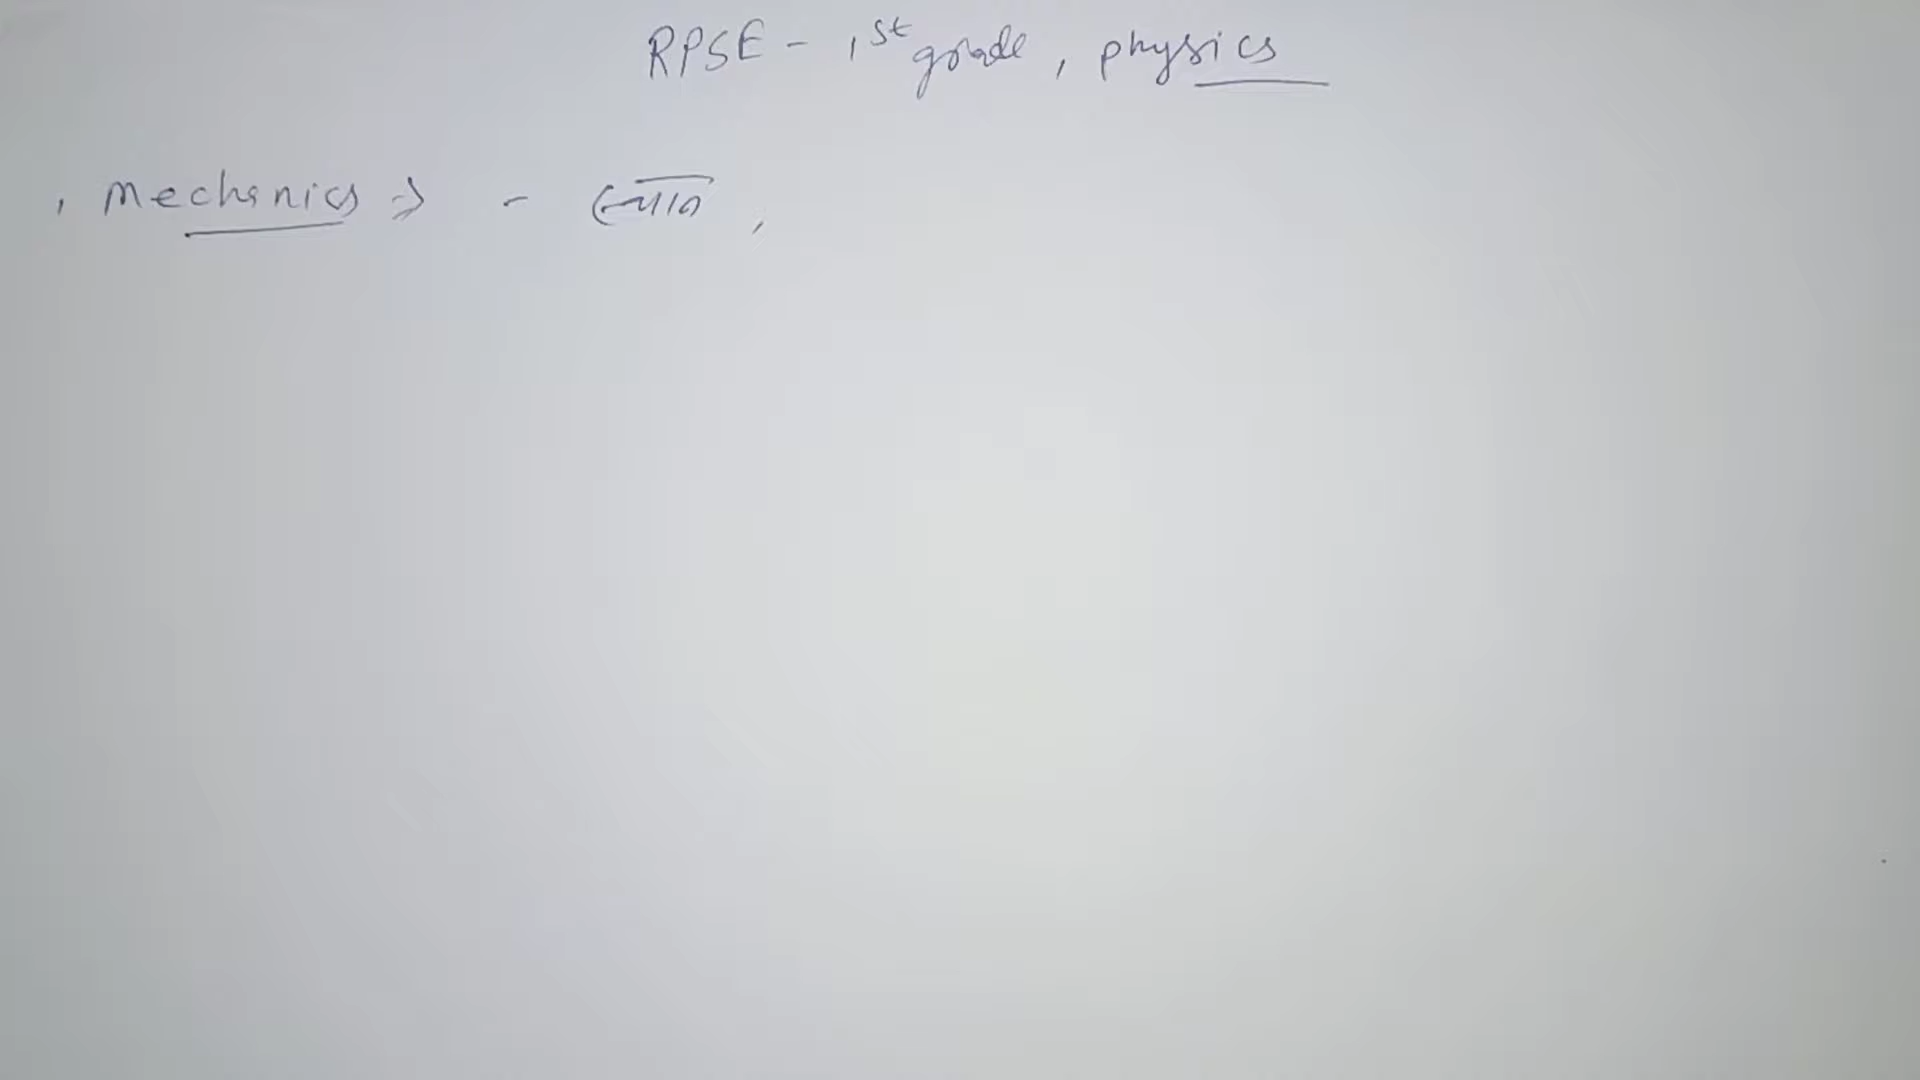 RPSE - 1st grade, physics
, Mechanics ⇒ -